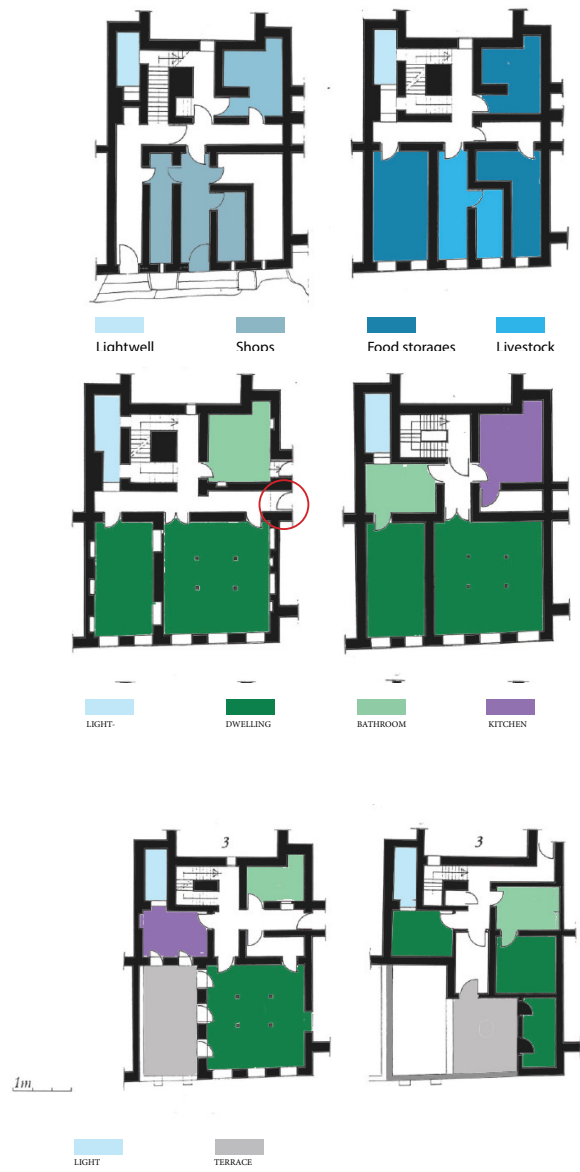 Lightwell
Shops
Food storages
Livestock
LIGHT-
DWELLING
BATHROOM
KITCHEN
3
3
1m
LIGHT
TERRACE